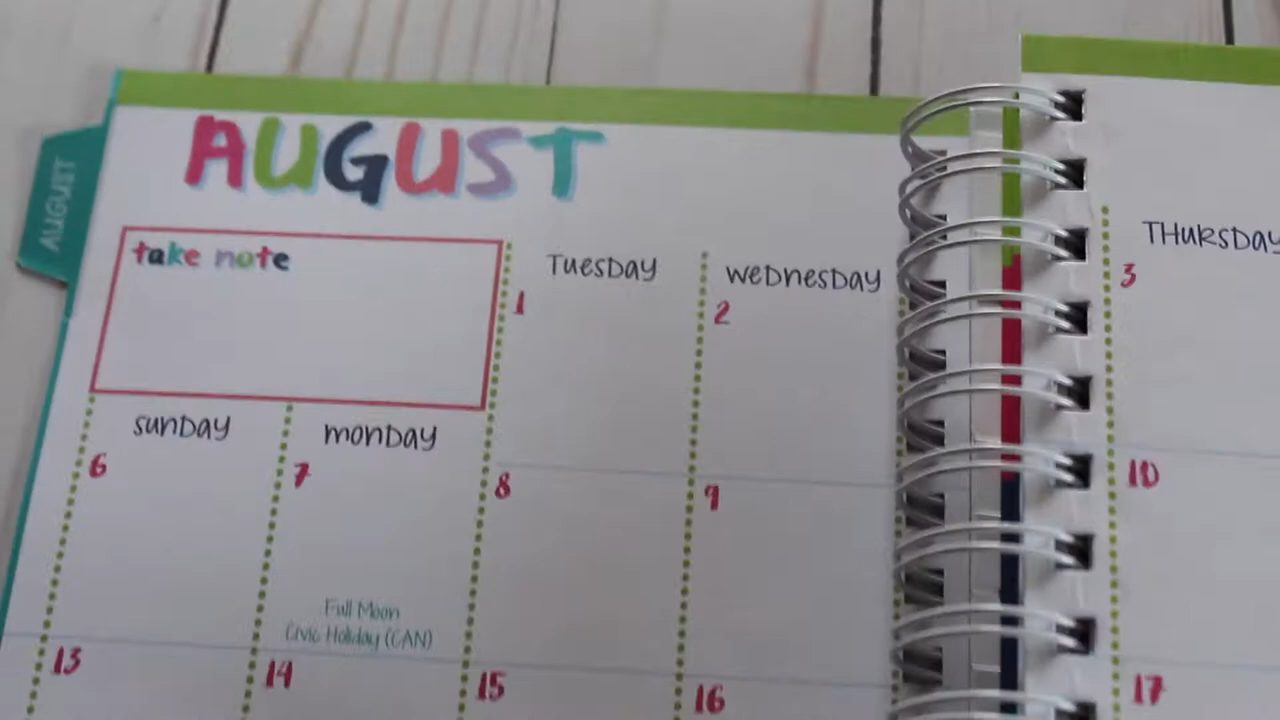 AUGUST
AUGUST
take note
TUESDAY
WEDNESDAY
THURSDAY
1
2
3
SUNDAY
MONDAY
6
7
8
9
10
Full Moon
Civic Holiday (CAN)
13
14
15
16
17